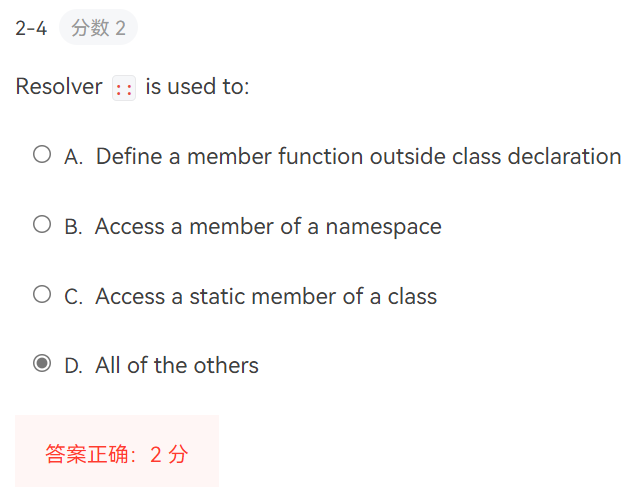 2-4 分数 2
Resolver :: is used to:
A. Define a member function outside class declaration
B. Access a member of a namespace
C. Access a static member of a class
D. All of the others
答案正确：2 分